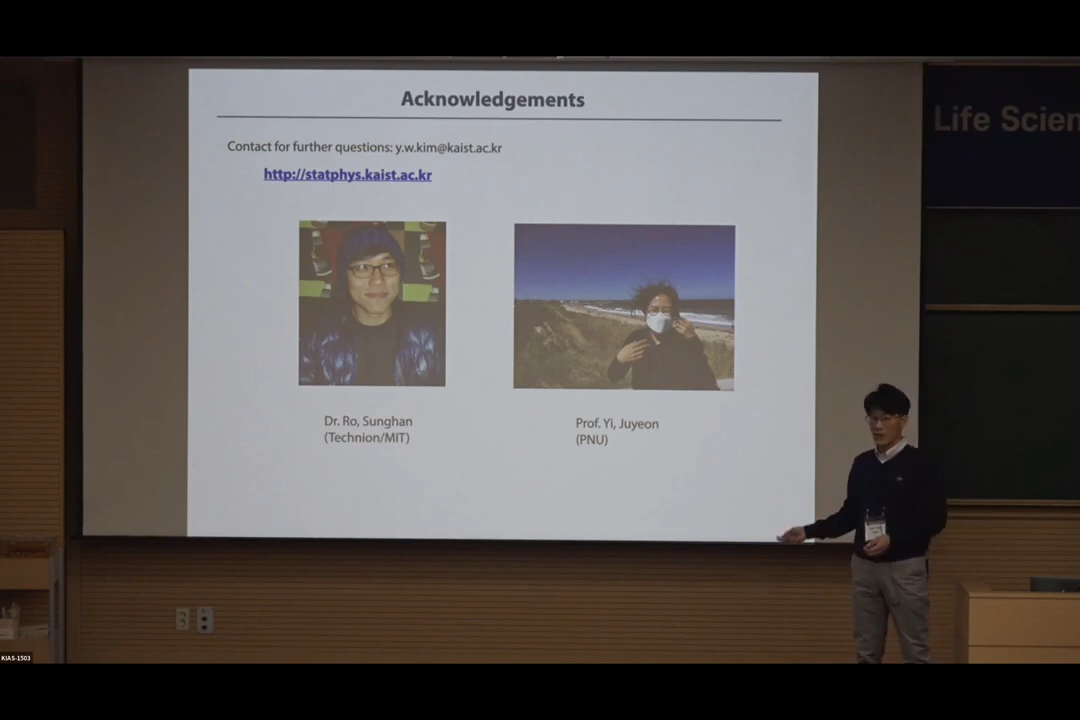 Acknowledgements
Life Scien
Contact for further questions: y.w.kim@kaist.ac.kr
http://statphys.kaist.ac.kr
Dr. Ro, Sunghan
(Technion/MIT)
Prof. Yi, Juyeon
(PNU)
KIAS-1503